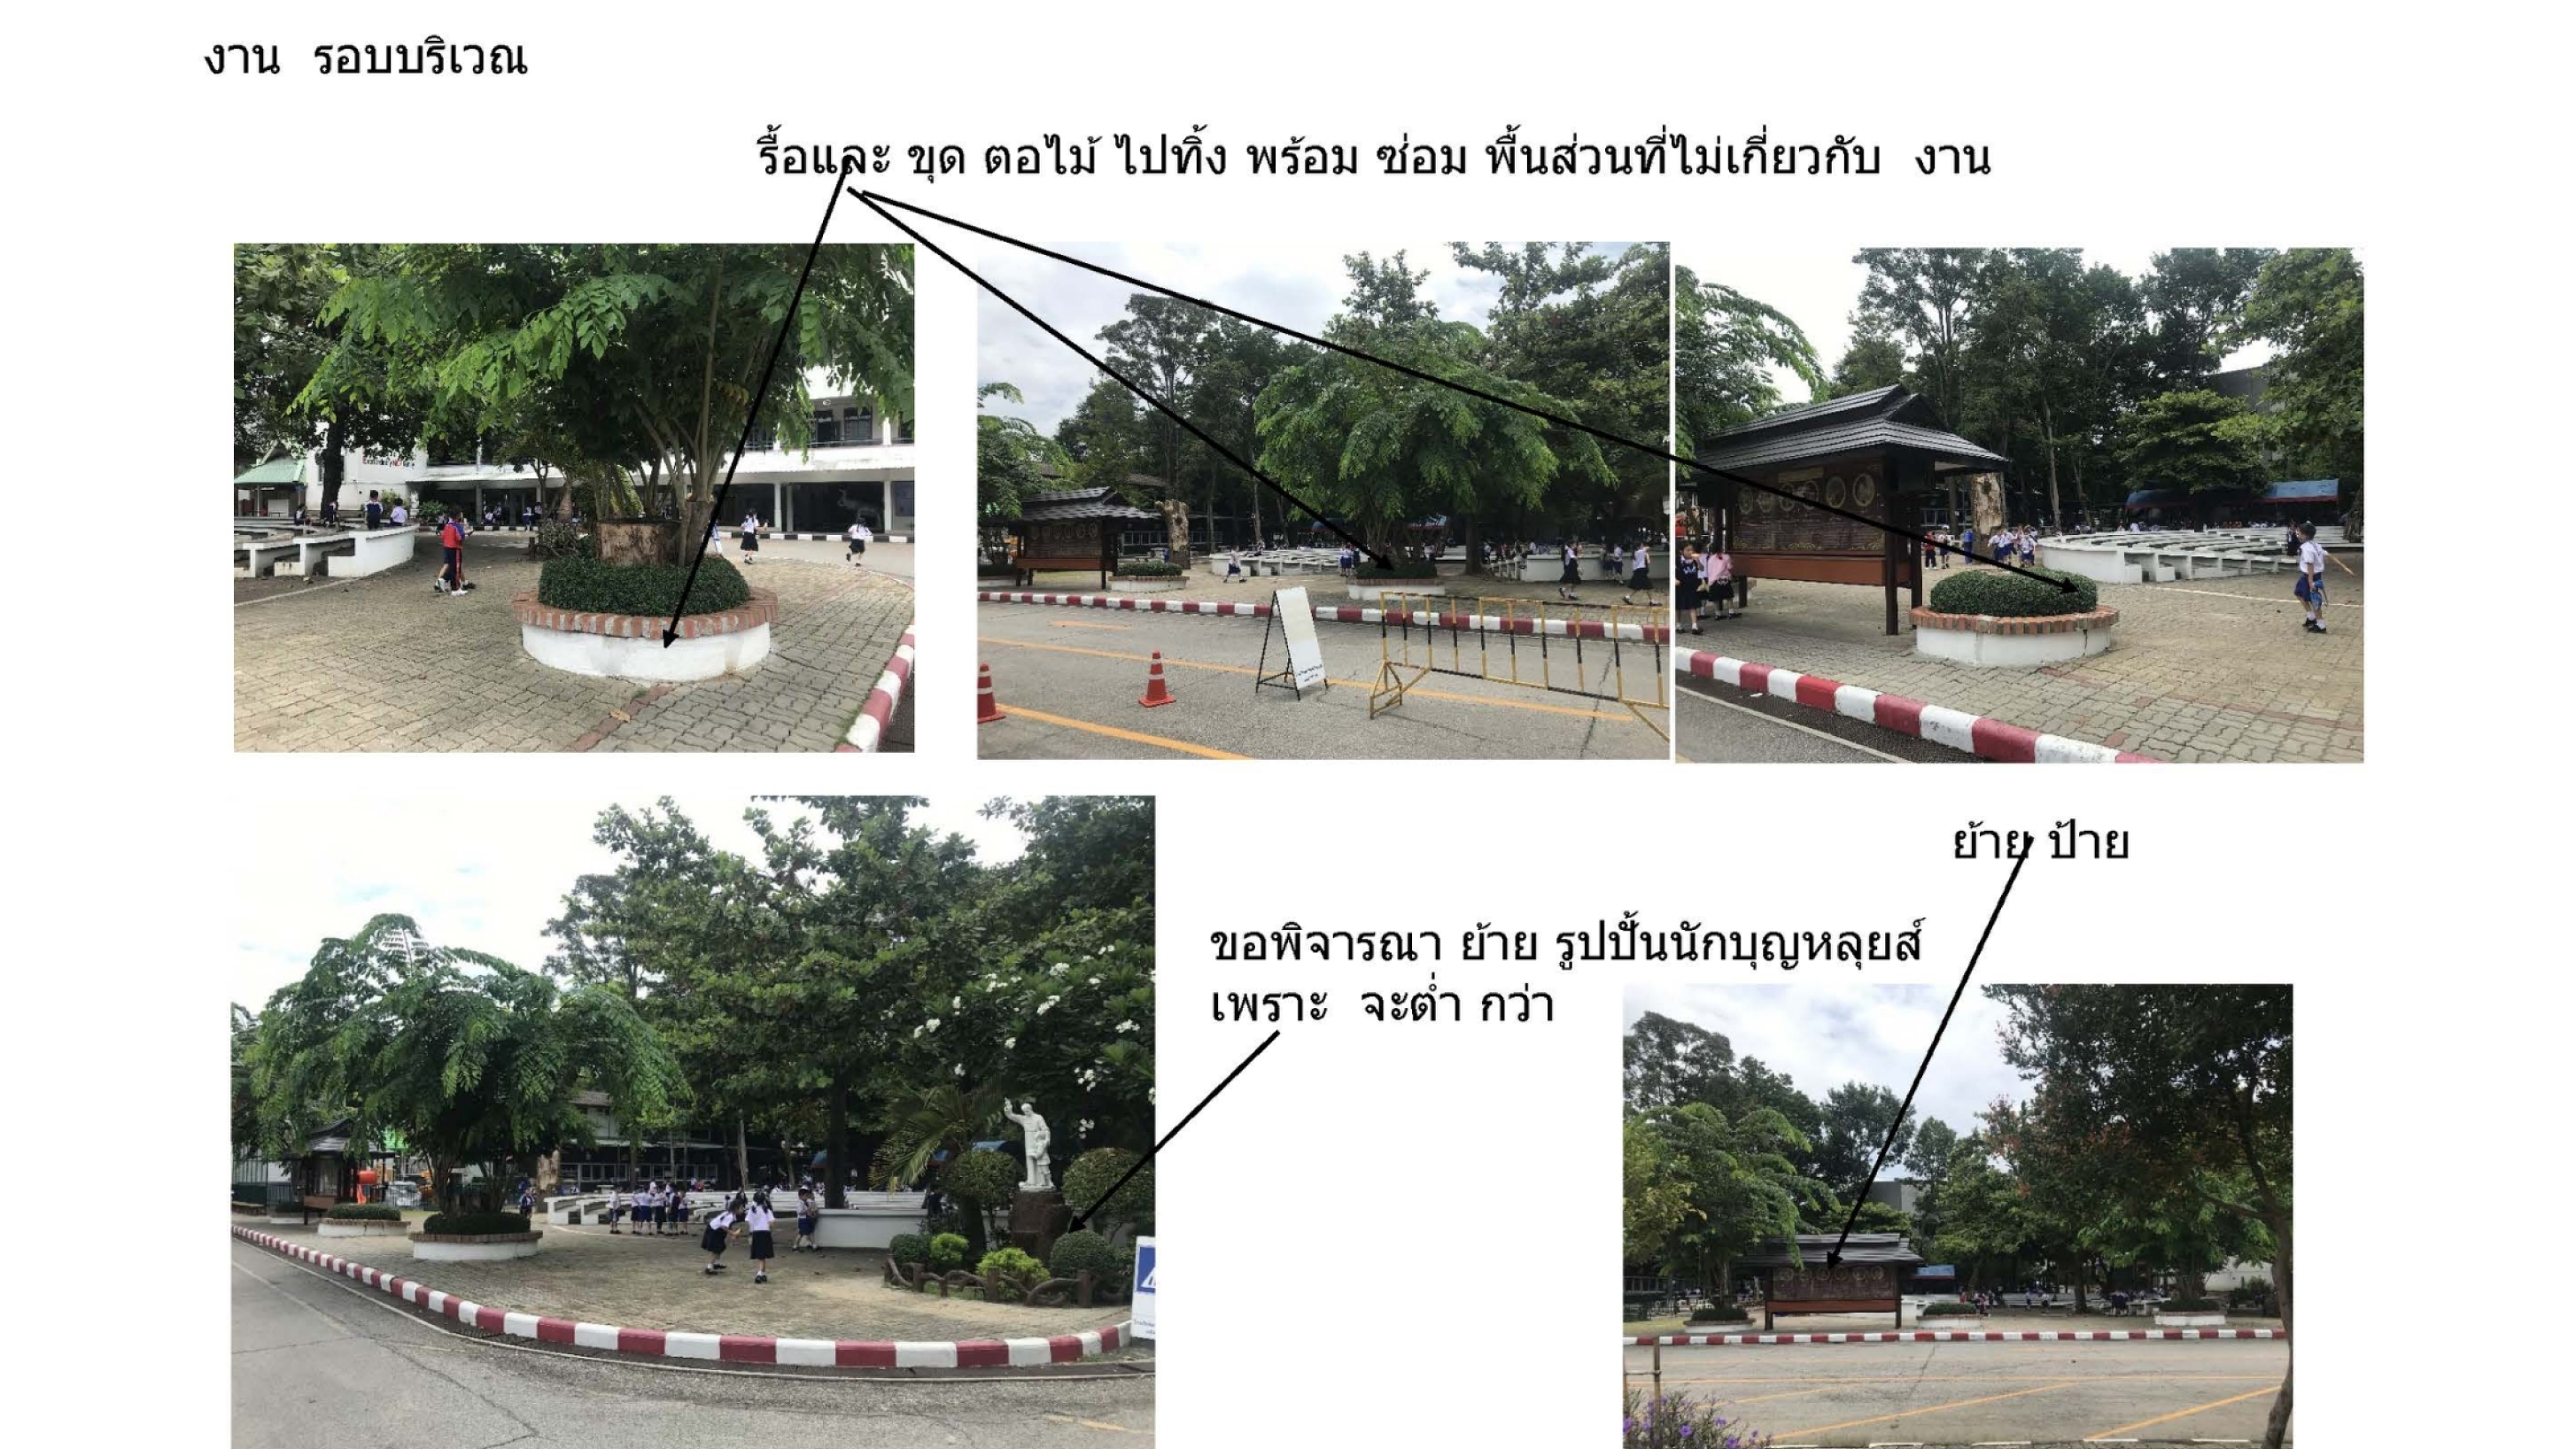 งาน รอบบริเวณ
รื้อและ ขุด ตอไม้ ไปทิ้ง พร้อม ซ่อม พื้นส่วนที่ไม่เกี่ยวกับ งาน
ย้าย ป้าย
ขอพิจารณา ย้าย รูปปั้นนักบุญหลุยส์
เพราะ จะต่ำ กว่า